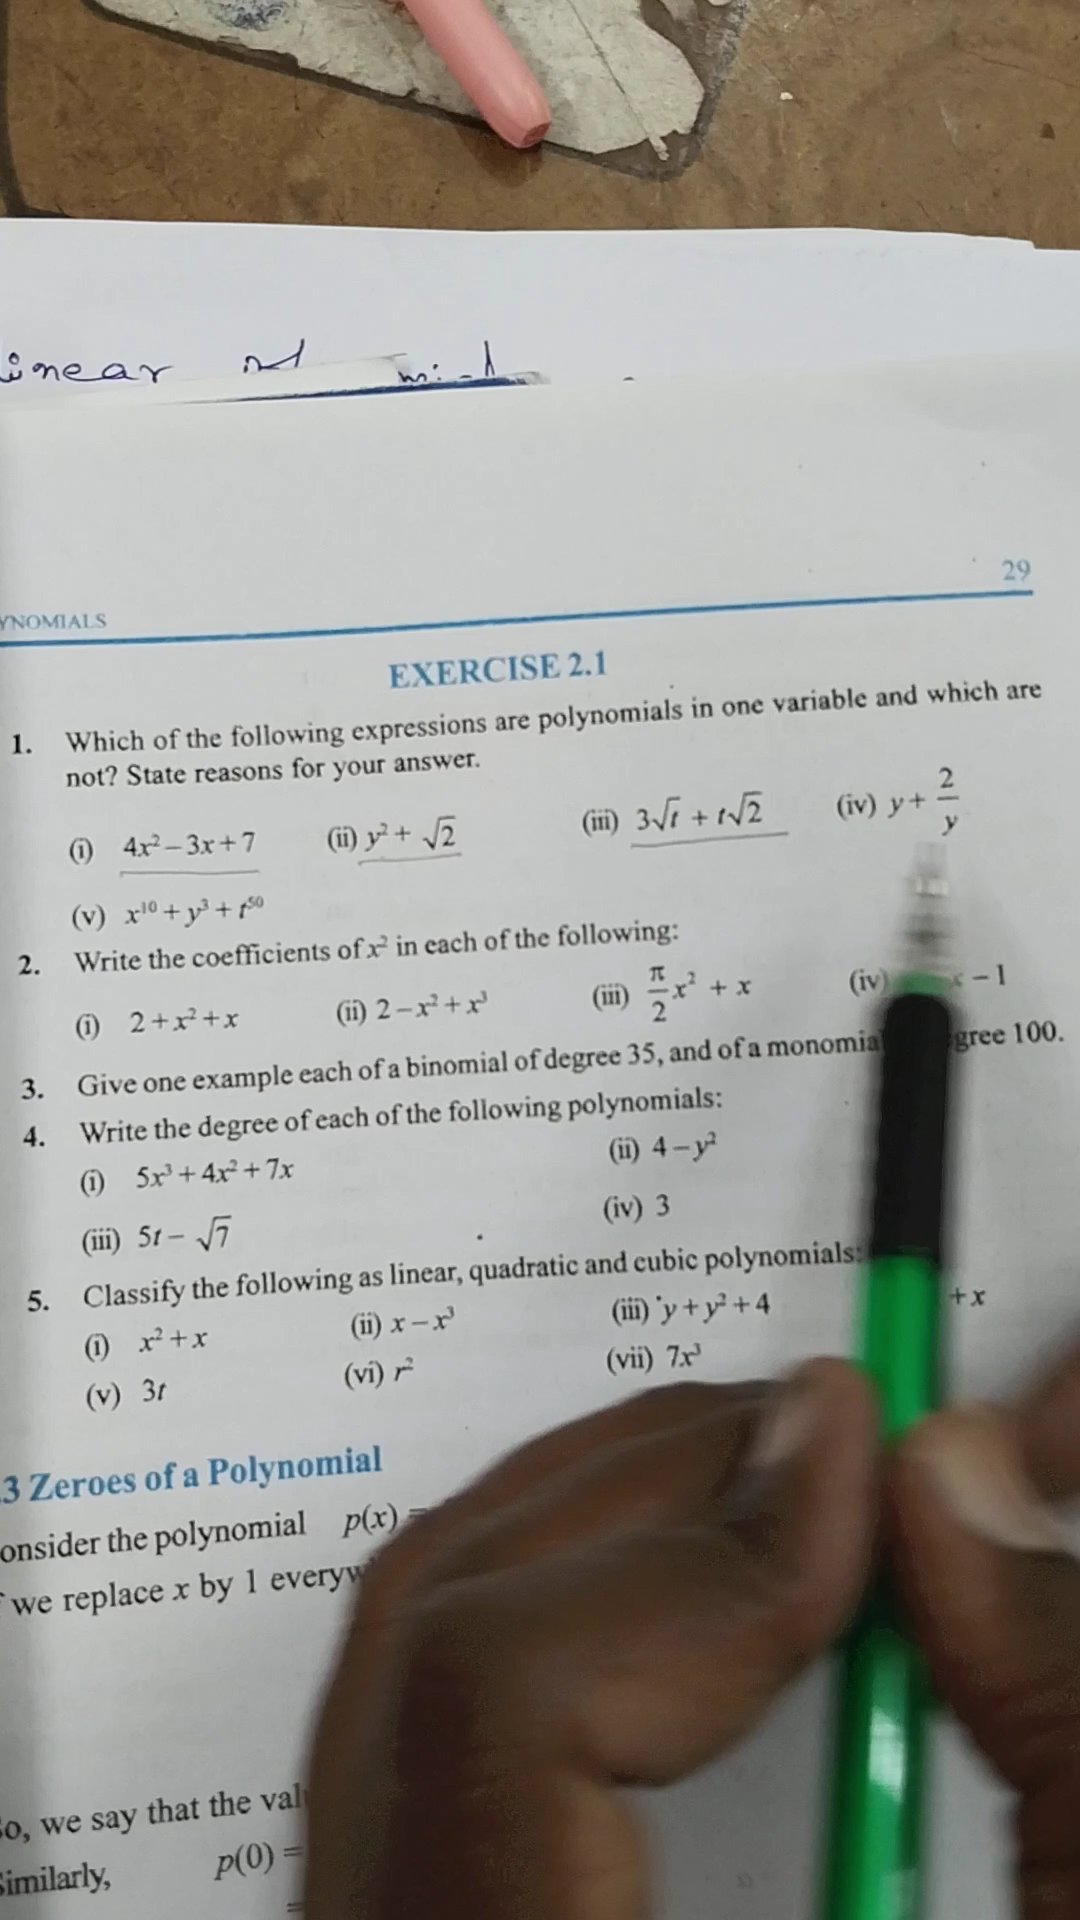 inear
29
YNOMIALS
EXERCISE 2.1
1. Which of the following expressions are polynomials in one variable and which are
not? State reasons for your answer.
(i) 4x² – 3x + 7 (ii) y² + √2 (iii) 3√t + t√2 (iv) y + 2/y
(v) x¹⁰ + y³ + t⁵⁰
2. Write the coefficients of x² in each of the following:
(i) 2 + x² + x (ii) 2 – x² + x³ (iii) π/2 x² + x (iv) – 1
3. Give one example each of a binomial of degree 35, and of a monomia gree 100.
4. Write the degree of each of the following polynomials:
(i) 5x³ + 4x² + 7x (ii) 4 – y²
(iii) 5t – √7 (iv) 3
5. Classify the following as linear, quadratic and cubic polynomials:
(i) x² + x (ii) x – x³ (iii) y + y² + 4 + x
(v) 3t (vi) r² (vii) 7x³
3 Zeroes of a Polynomial
onsider the polynomial p(x) =
we replace x by 1 everyw
o, we say that the val
imilarly, p(0) =
=